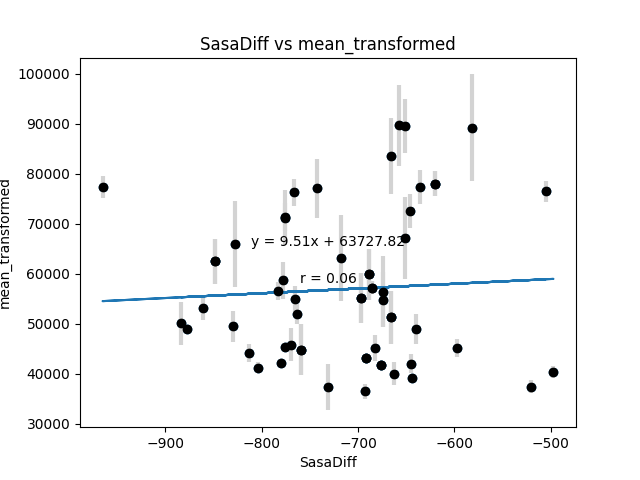 SasaDiff vs mean_transformed
100000
90000
80000
70000
60000
50000
40000
30000
mean_transformed
y = 9.51x + 63727.82
r = 0.06
−900 −800 −700 −600 −500
SasaDiff